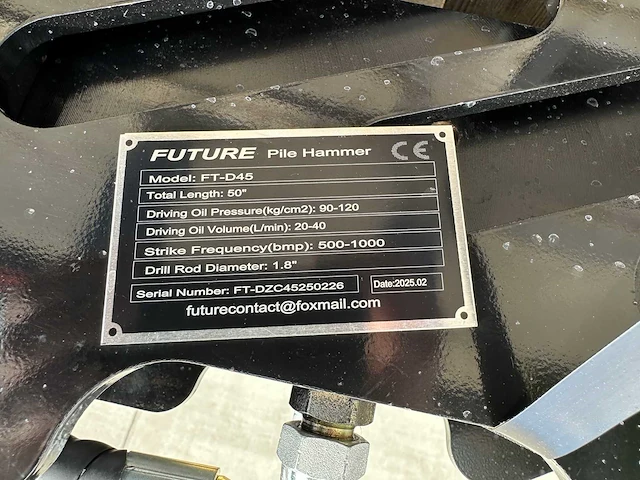 FUTURE Pile Hammer CE
Model: FT-D45
Total Length: 50"
Driving Oil Pressure(kg/cm2): 90-120
Driving Oil Volume(L/min): 20-40
Strike Frequency(bmp): 500-1000
Drill Rod Diameter: 1.8"
Serial Number: FT-DZC45250226 Date:2025.02
futurecontact@foxmail.com